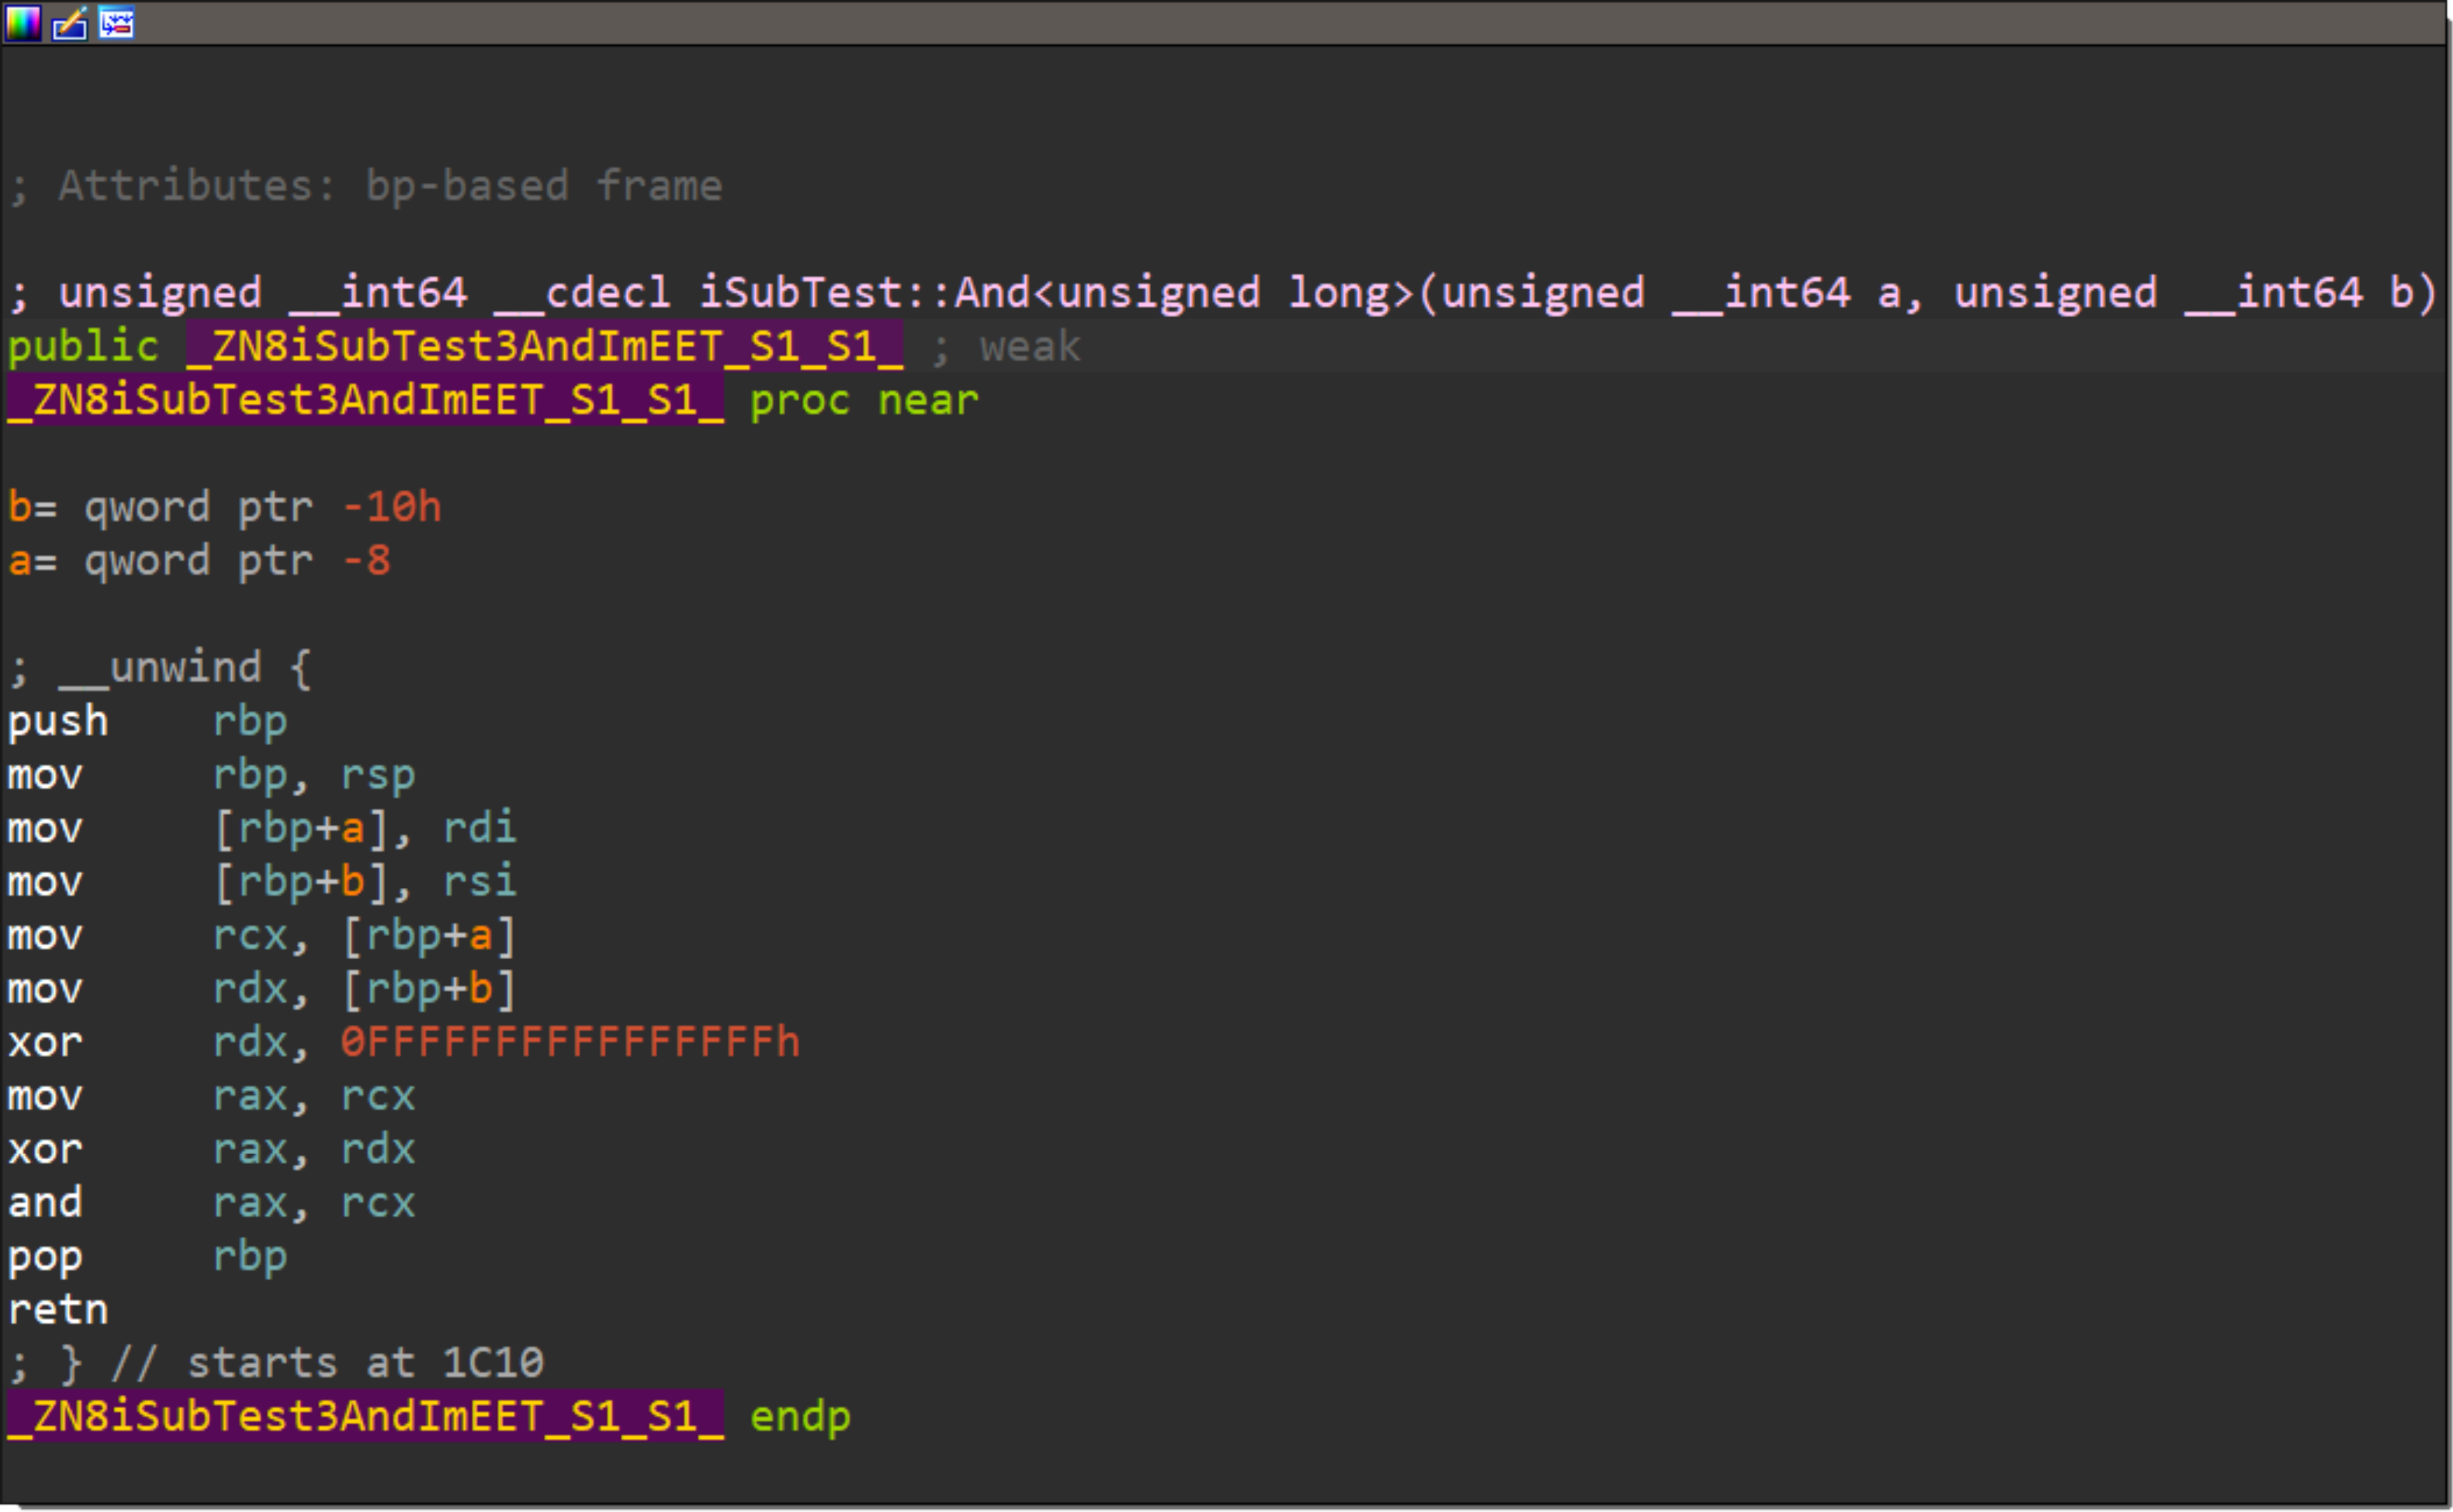 ; Attributes: bp-based frame
; unsigned __int64 __cdecl iSubTest::And<unsigned long>(unsigned __int64 a, unsigned __int64 b)
public _ZN8iSubTest3AndImEET_S1_S1_ ; weak
_ZN8iSubTest3AndImEET_S1_S1_ proc near
b= qword ptr -10h
a= qword ptr -8
; __unwind {
push    rbp
mov     rbp, rsp
mov     [rbp+a], rdi
mov     [rbp+b], rsi
mov     rcx, [rbp+a]
mov     rdx, [rbp+b]
xor     rdx, 0FFFFFFFFFFFFFFFFh
mov     rax, rcx
xor     rax, rdx
and     rax, rcx
pop     rbp
retn
; } // starts at 1C10
_ZN8iSubTest3AndImEET_S1_S1_ endp